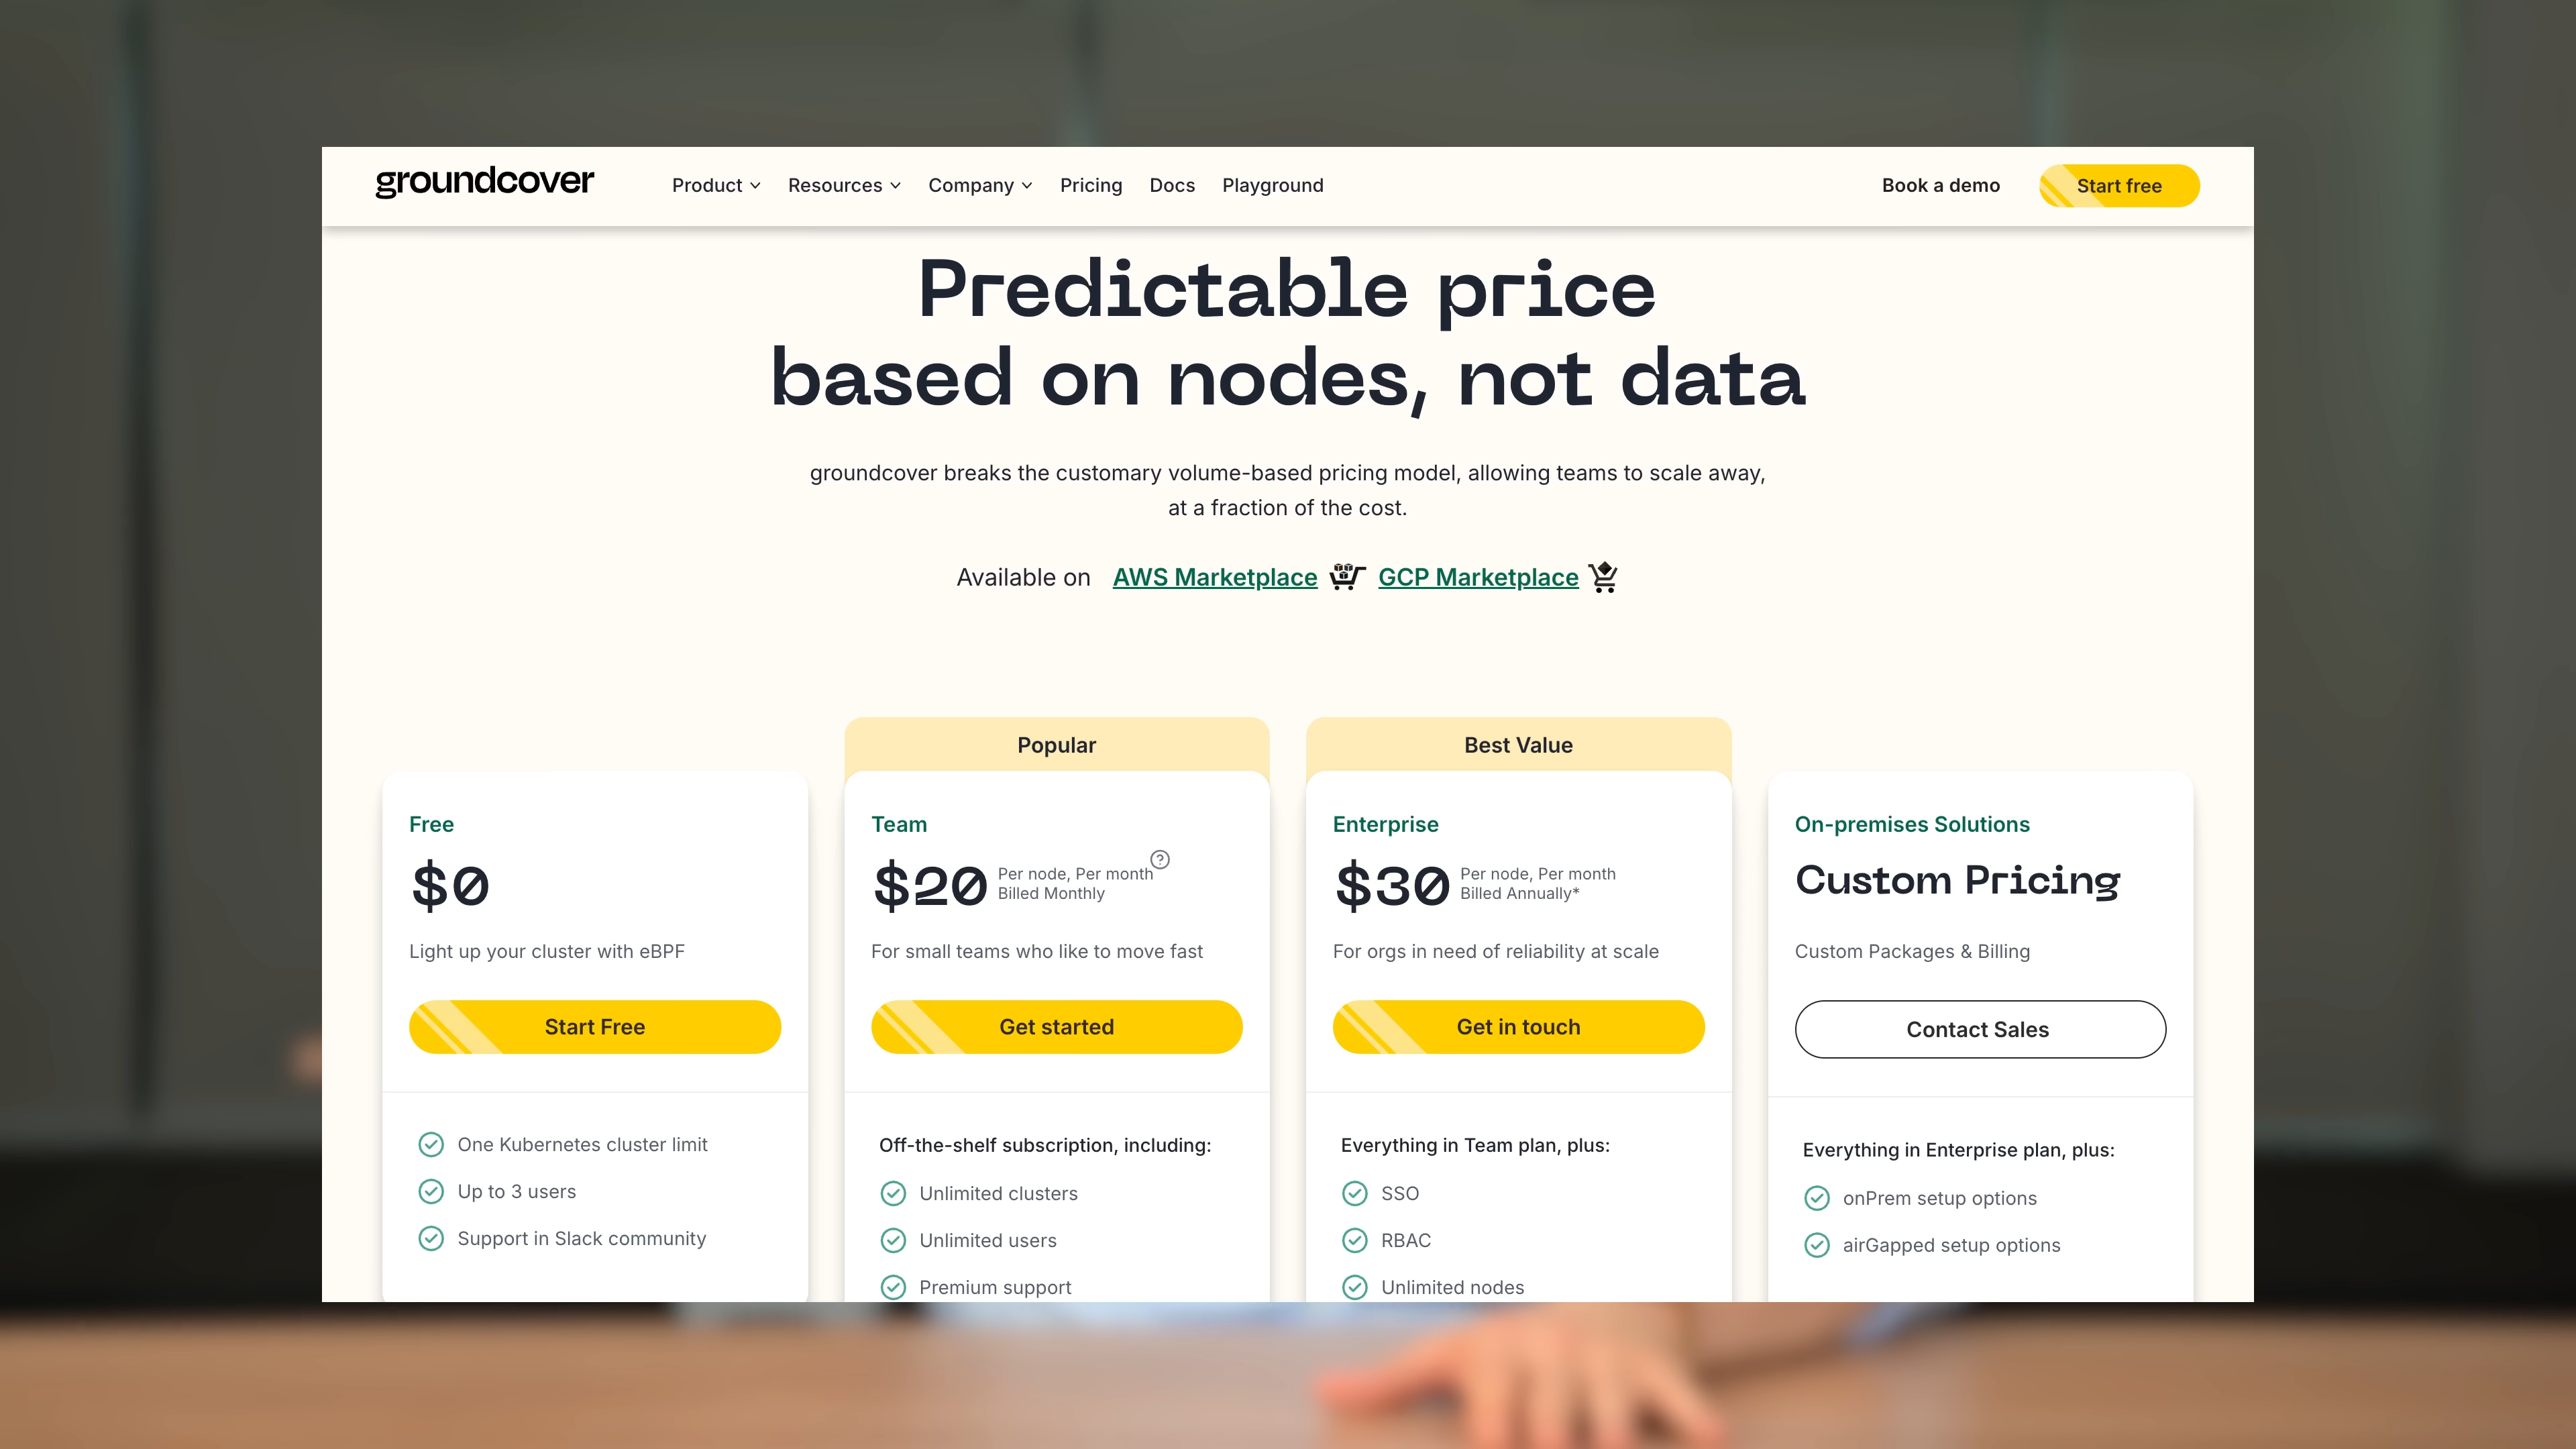 groundcover
Product Resources Company Pricing Docs Playground
Book a demo
Start free
Predictable price
based on nodes, not data
groundcover breaks the customary volume-based pricing model, allowing teams to scale away,
at a fraction of the cost.
Available on AWS Marketplace GCP Marketplace
Free
$0
Light up your cluster with eBPF
Start Free
One Kubernetes cluster limit
Up to 3 users
Support in Slack community
Popular
Team
$20
Per node, Per month
Billed Monthly
For small teams who like to move fast
Get started
Off-the-shelf subscription, including:
Unlimited clusters
Unlimited users
Premium support
Best Value
Enterprise
$30
Per node, Per month
Billed Annually*
For orgs in need of reliability at scale
Get in touch
Everything in Team plan, plus:
SSO
RBAC
Unlimited nodes
On-premises Solutions
Custom Pricing
Custom Packages & Billing
Contact Sales
Everything in Enterprise plan, plus:
onPrem setup options
airGapped setup options